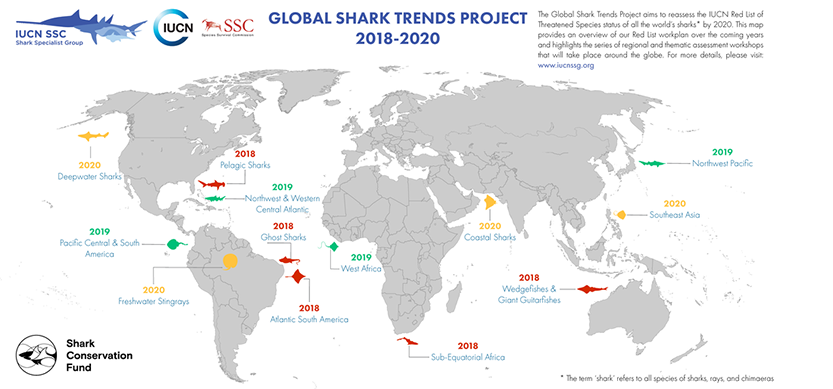 IUCN SSC
Shark Specialist Group
IUCN
SSC
Species Survival Commission
GLOBAL SHARK TRENDS PROJECT
2018-2020
The Global Shark Trends Project aims to reassess the IUCN Red List of
Threatened Species status of all the world's sharks* by 2020. This map
provides an overview of our Red List workplan over the coming years
and highlights the series of regional and thematic assessment workshops
that will take place around the globe. For more details, please visit:
www.iucnssg.org
2020
Deepwater Sharks
2018
Pelagic Sharks
2019
Northwest & Western
Central Atlantic
2019
Northwest Pacific
2020
Southeast Asia
2020
Coastal Sharks
2019
Pacific Central & South
America
2018
Ghost Sharks
2019
West Africa
2020
Freshwater Stingrays
2018
Atlantic South America
2018
Wedgefishes &
Giant Guitarfishes
2018
Sub-Equatorial Africa
Shark
Conservation
Fund
* The term 'shark' refers to all species of sharks, rays, and chimaeras